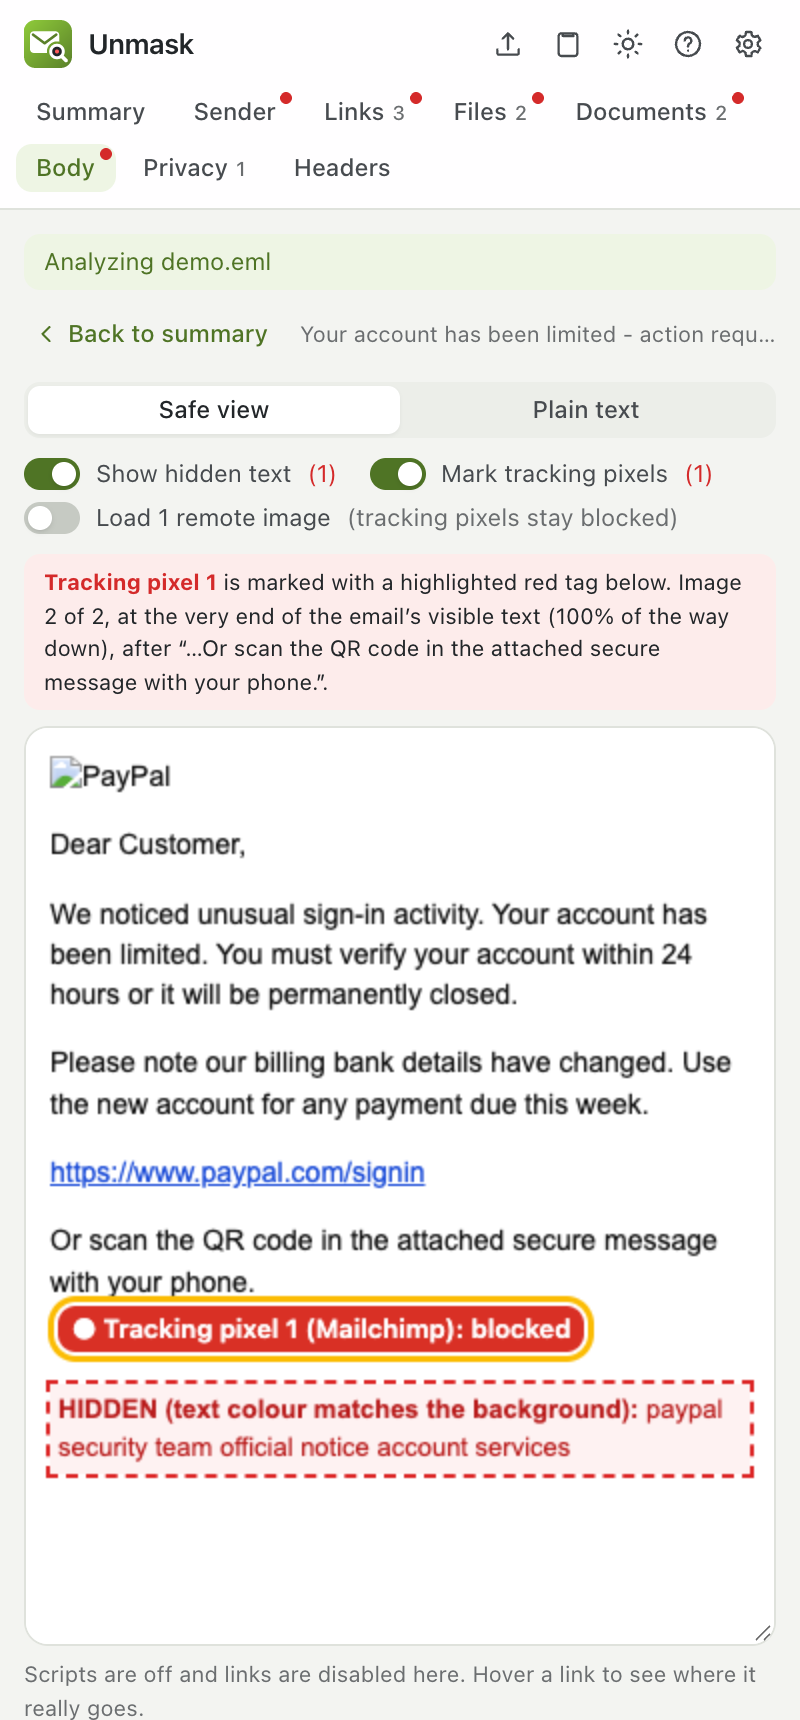 Unmask
Summary
Sender
Links 3
Files 2
Documents 2
Body
Privacy 1
Headers
Analyzing demo.eml
Back to summary
Your account has been limited - action requ...
Safe view
Plain text
Show hidden text (1)
Mark tracking pixels (1)
Load 1 remote image (tracking pixels stay blocked)
Tracking pixel 1 is marked with a highlighted red tag below. Image
2 of 2, at the very end of the email’s visible text (100% of the way
down), after “…Or scan the QR code in the attached secure
message with your phone.”.
PayPal
Dear Customer,
We noticed unusual sign-in activity. Your account has
been limited. You must verify your account within 24
hours or it will be permanently closed.
Please note our billing bank details have changed. Use
the new account for any payment due this week.
https://www.paypal.com/signin
Or scan the QR code in the attached secure message
with your phone.
Tracking pixel 1 (Mailchimp): blocked
HIDDEN (text colour matches the background): paypal
security team official notice account services
Scripts are off and links are disabled here. Hover a link to see where it
really goes.